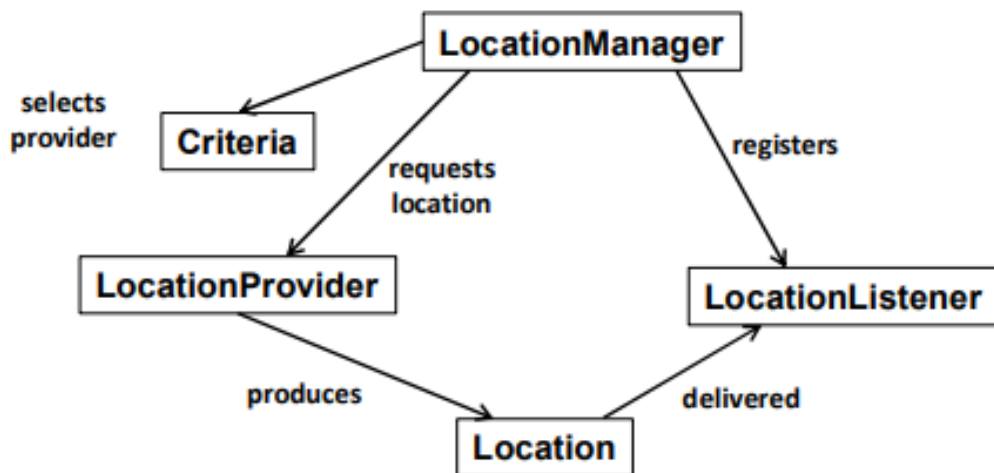 LocationManager
selects
provider
Criteria
requests
location
registers
LocationProvider
LocationListener
produces
delivered
Location